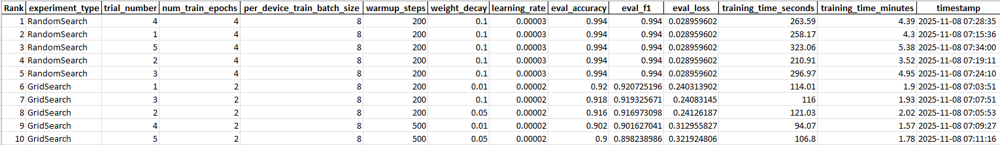 Rank experiment_type trial_number num_train_epochs per_device_train_batch_size warmup_steps weight_decay learning_rate eval_accuracy eval_f1 eval_loss training_time_seconds training_time_minutes timestamp
1 RandomSearch 4 4 8 200 0.1 0.00003 0.994 0.994 0.028959602 263.59 4.39 2025-11-08 07:28:35
2 RandomSearch 1 4 8 200 0.1 0.00003 0.994 0.994 0.028959602 258.17 4.3 2025-11-08 07:15:36
3 RandomSearch 5 4 8 200 0.1 0.00003 0.994 0.994 0.028959602 323.06 5.38 2025-11-08 07:34:00
4 RandomSearch 2 4 8 200 0.1 0.00003 0.994 0.994 0.028959602 210.91 3.52 2025-11-08 07:19:11
5 RandomSearch 3 4 8 200 0.1 0.00003 0.994 0.994 0.028959602 296.97 4.95 2025-11-08 07:24:10
6 GridSearch 1 2 8 200 0.01 0.00002 0.92 0.920725196 0.240313902 114.01 1.9 2025-11-08 07:03:51
7 GridSearch 3 2 8 200 0.1 0.00002 0.918 0.919325671 0.24083145 116 1.93 2025-11-08 07:07:51
8 GridSearch 2 2 8 200 0.05 0.00002 0.916 0.916973098 0.24126187 121.03 2.02 2025-11-08 07:05:53
9 GridSearch 4 2 8 500 0.01 0.00002 0.902 0.901627041 0.312955827 94.07 1.57 2025-11-08 07:09:27
10 GridSearch 5 2 8 500 0.05 0.00002 0.9 0.898238986 0.321924806 106.8 1.78 2025-11-08 07:11:16